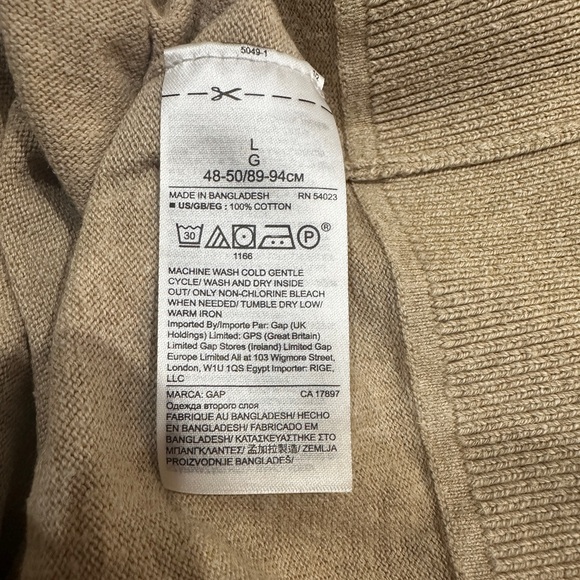 5049-1
L
G
48-50/89-94CM
MADE IN BANGLADESH RN 54023
■ US/GB/EG : 100% COTTON
30 P ®
1166
MACHINE WASH COLD GENTLE
CYCLE/ WASH AND DRY INSIDE
OUT/ ONLY NON-CHLORINE BLEACH
WHEN NEEDED/ TUMBLE DRY LOW/
WARM IRON
Imported By/Importe Par: Gap (UK
Holdings) Limited: GPS (Great Britain)
Limited Gap Stores (Ireland) Limited Gap
Europe Limited All at 103 Wigmore Street,
London, W1U 1QS Egypt Importer: RIGE,
LLC
MARCA: GAP CA 17897
Одежда второго слоя
FABRIQUE AU BANGLADESH/ HECHO
EN BANGLADESH/ FABRICADO EM
BANGLADESH/ ΚΑΤΑΣΚΕΥΑΣΤΗΚΕ ΣΤΟ
ΜΠΑΝΓΚΛΑΝΤΕΣ/ 孟加拉製造/ ZEMLJA
PROIZVODNJE BANGLADEŠ/